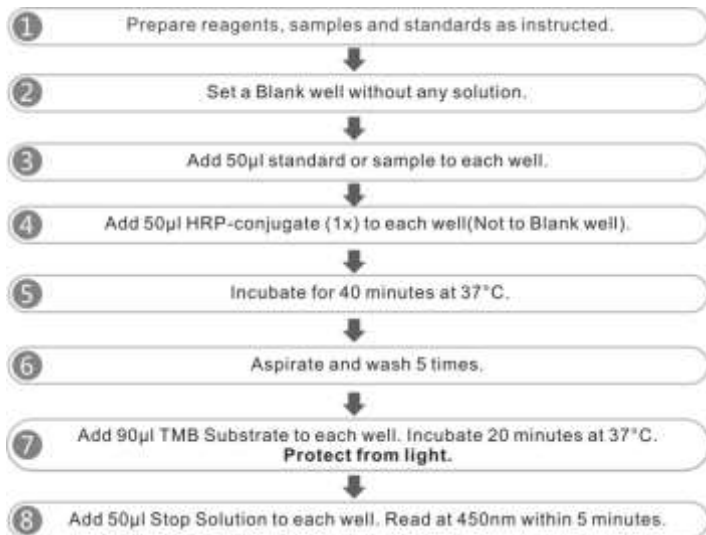 1 Prepare reagents, samples and standards as instructed.
2 Set a Blank well without any solution.
3 Add 50µl standard or sample to each well.
4 Add 50µl HRP-conjugate (1x) to each well(Not to Blank well).
5 Incubate for 40 minutes at 37°C.
6 Aspirate and wash 5 times.
7 Add 90µl TMB Substrate to each well. Incubate 20 minutes at 37°C.
Protect from light.
8 Add 50µl Stop Solution to each well. Read at 450nm within 5 minutes.